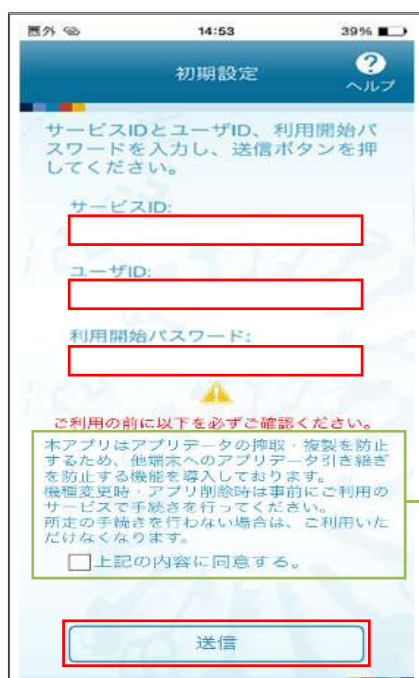 圏外
14:53
39%
初期設定
?
ヘルプ
サービスIDとユーザID、利用開始パ
スワードを入力し、送信ボタンを押
してください。
サービスID:
ユーザID:
利用開始パスワード:
ご利用の前に以下を必ずご確認ください。
本アプリはアプリデータの搾取・複製を防止
するため、他端末へのアプリデータ引き継ぎ
を防止する機能を導入しております。
機種変更時・アプリ削除時は事前にご利用の
サービスで手続きを行ってください。
所定の手続きを行わない場合は、ご利用いた
だけなくなります。
上記の内容に同意する。
送信